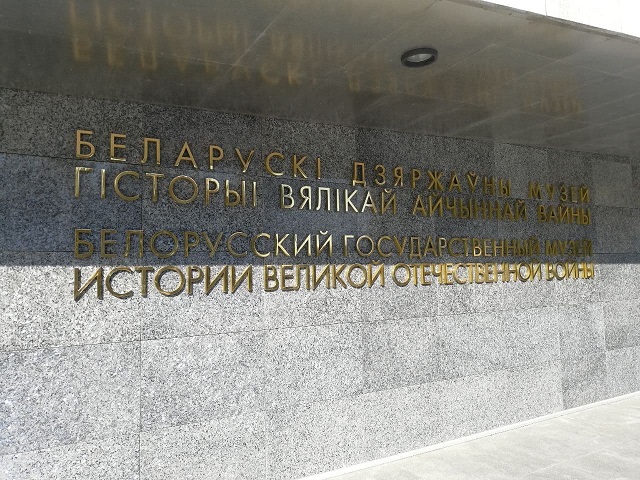 БЕЛАРУСКІ ДЗЯРЖАЎНЫ МУЗЕЙ
ГІСТОРЫІ ВЯЛІКАЙ АЙЧЫННАЙ ВАЙНЫ
БЕЛОРУССКИЙ ГОСУДАРСТВЕННЫЙ МУЗЕЙ
ИСТОРИИ ВЕЛИКОЙ ОТЕЧЕСТВЕННОЙ ВОЙНЫ